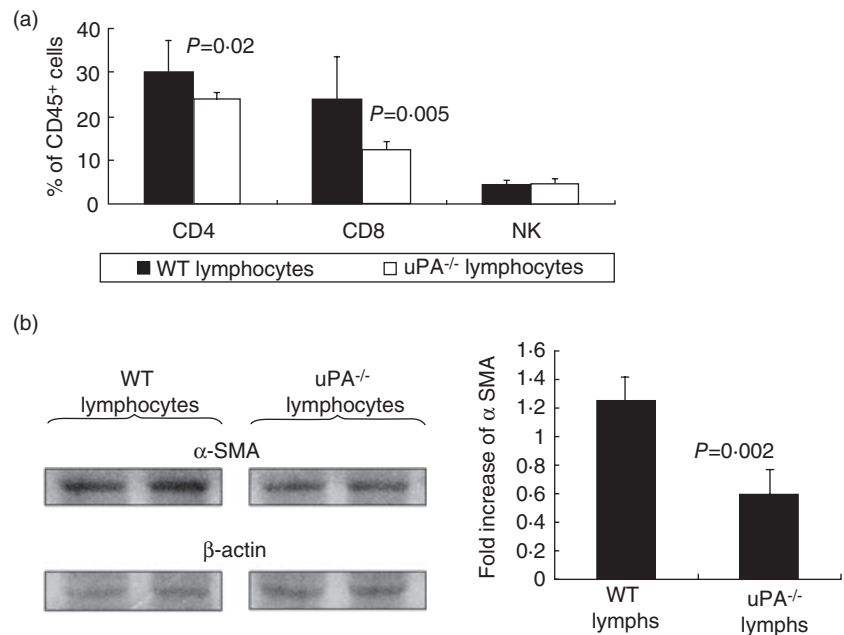 (a)
% of CD45⁺ cells
40
30
20
10
0
P=0·02
P=0·005
CD4
CD8
NK
WT lymphocytes
uPA⁻/⁻ lymphocytes
(b)
WT
lymphocytes
uPA⁻/⁻
lymphocytes
α-SMA
β-actin
Fold increase of α SMA
1·6
1·4
1·2
1
0·8
0·6
0·4
0·2
0
P=0·002
WT
lymphs
uPA⁻/⁻
lymphs